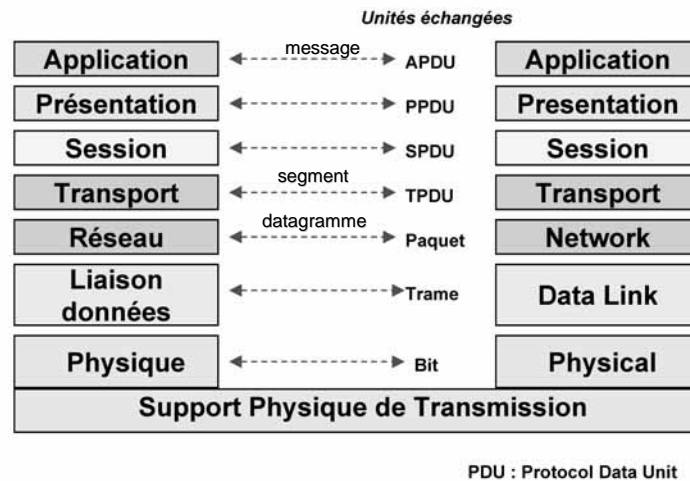 Unités échangées
Application message APDU Application
Présentation PPDU Presentation
Session SPDU Session
Transport segment TPDU Transport
Réseau datagramme Paquet Network
Liaison
données Trame Data Link
Physique Bit Physical
Support Physique de Transmission
PDU : Protocol Data Unit